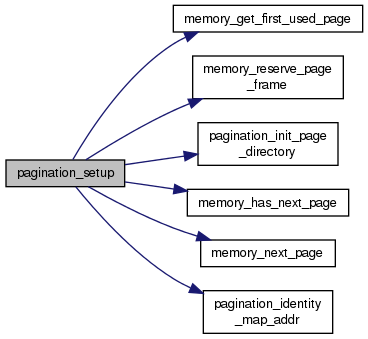 memory_get_first_used_page
memory_reserve_page
_frame
pagination_init_page
_directory
pagination_setup
memory_has_next_page
memory_next_page
pagination_identity
_map_addr